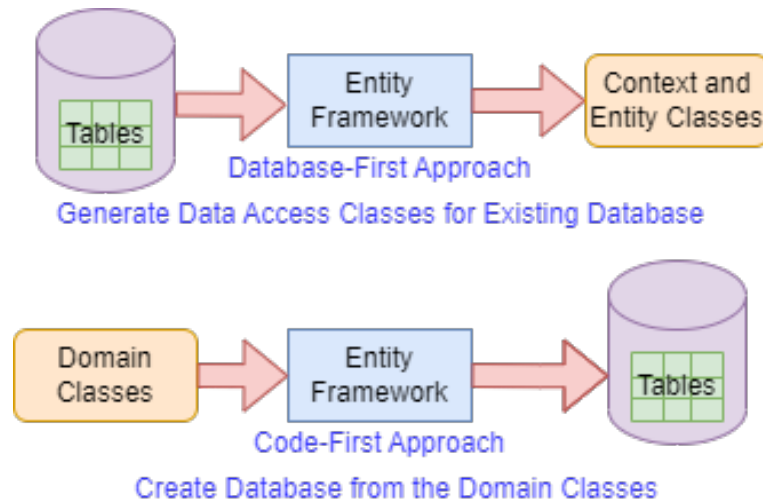 Tables
Entity
Framework
Context and
Entity Classes
Database-First Approach
Generate Data Access Classes for Existing Database
Domain
Classes
Entity
Framework
Tables
Code-First Approach
Create Database from the Domain Classes